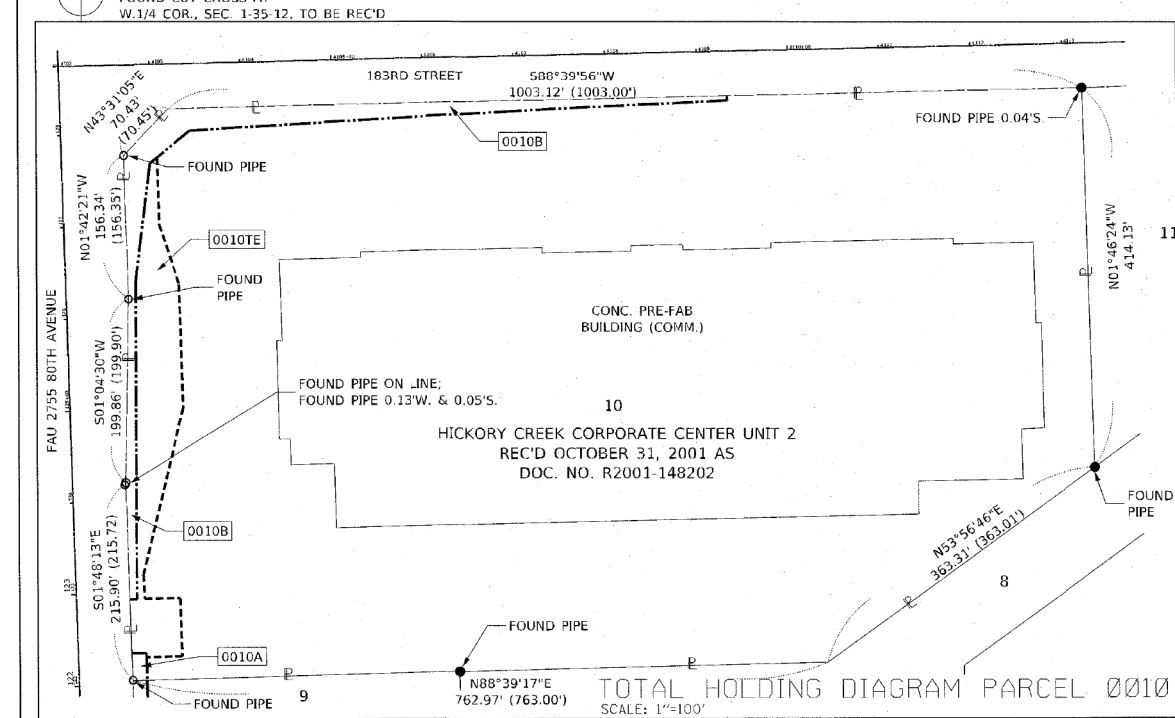 W.1/4 COR., SEC. 1-35-12, TO BE REC'D
183RD STREET
S88°39'56"W
1003.12' (1003.00')
N43°31'05"E
70.43'
(70.45')
FOUND PIPE 0.04'S.
0010B
FOUND PIPE
N01°42'21"W
156.34'
(156.35')
0010TE
N01°46'24"W
414.13'
11
FOUND
PIPE
CONC. PRE-FAB
BUILDING (COMM.)
FAU 2755 80TH AVENUE
S01°04'30"W
199.86' (199.90')
FOUND PIPE ON LINE;
FOUND PIPE 0.13'W. & 0.05'S.
10
HICKORY CREEK CORPORATE CENTER UNIT 2
REC'D OCTOBER 31, 2001 AS
DOC. NO. R2001-148202
FOUND
PIPE
0010B
S01°48'13"E
215.90' (215.72')
N53°56'46"E
363.31' (363.01')
8
123
FOUND PIPE
0010A
122
N88°39'17"E
762.97' (763.00')
9
FOUND PIPE
TOTAL HOLDING DIAGRAM PARCEL 0010
SCALE: 1"=100'